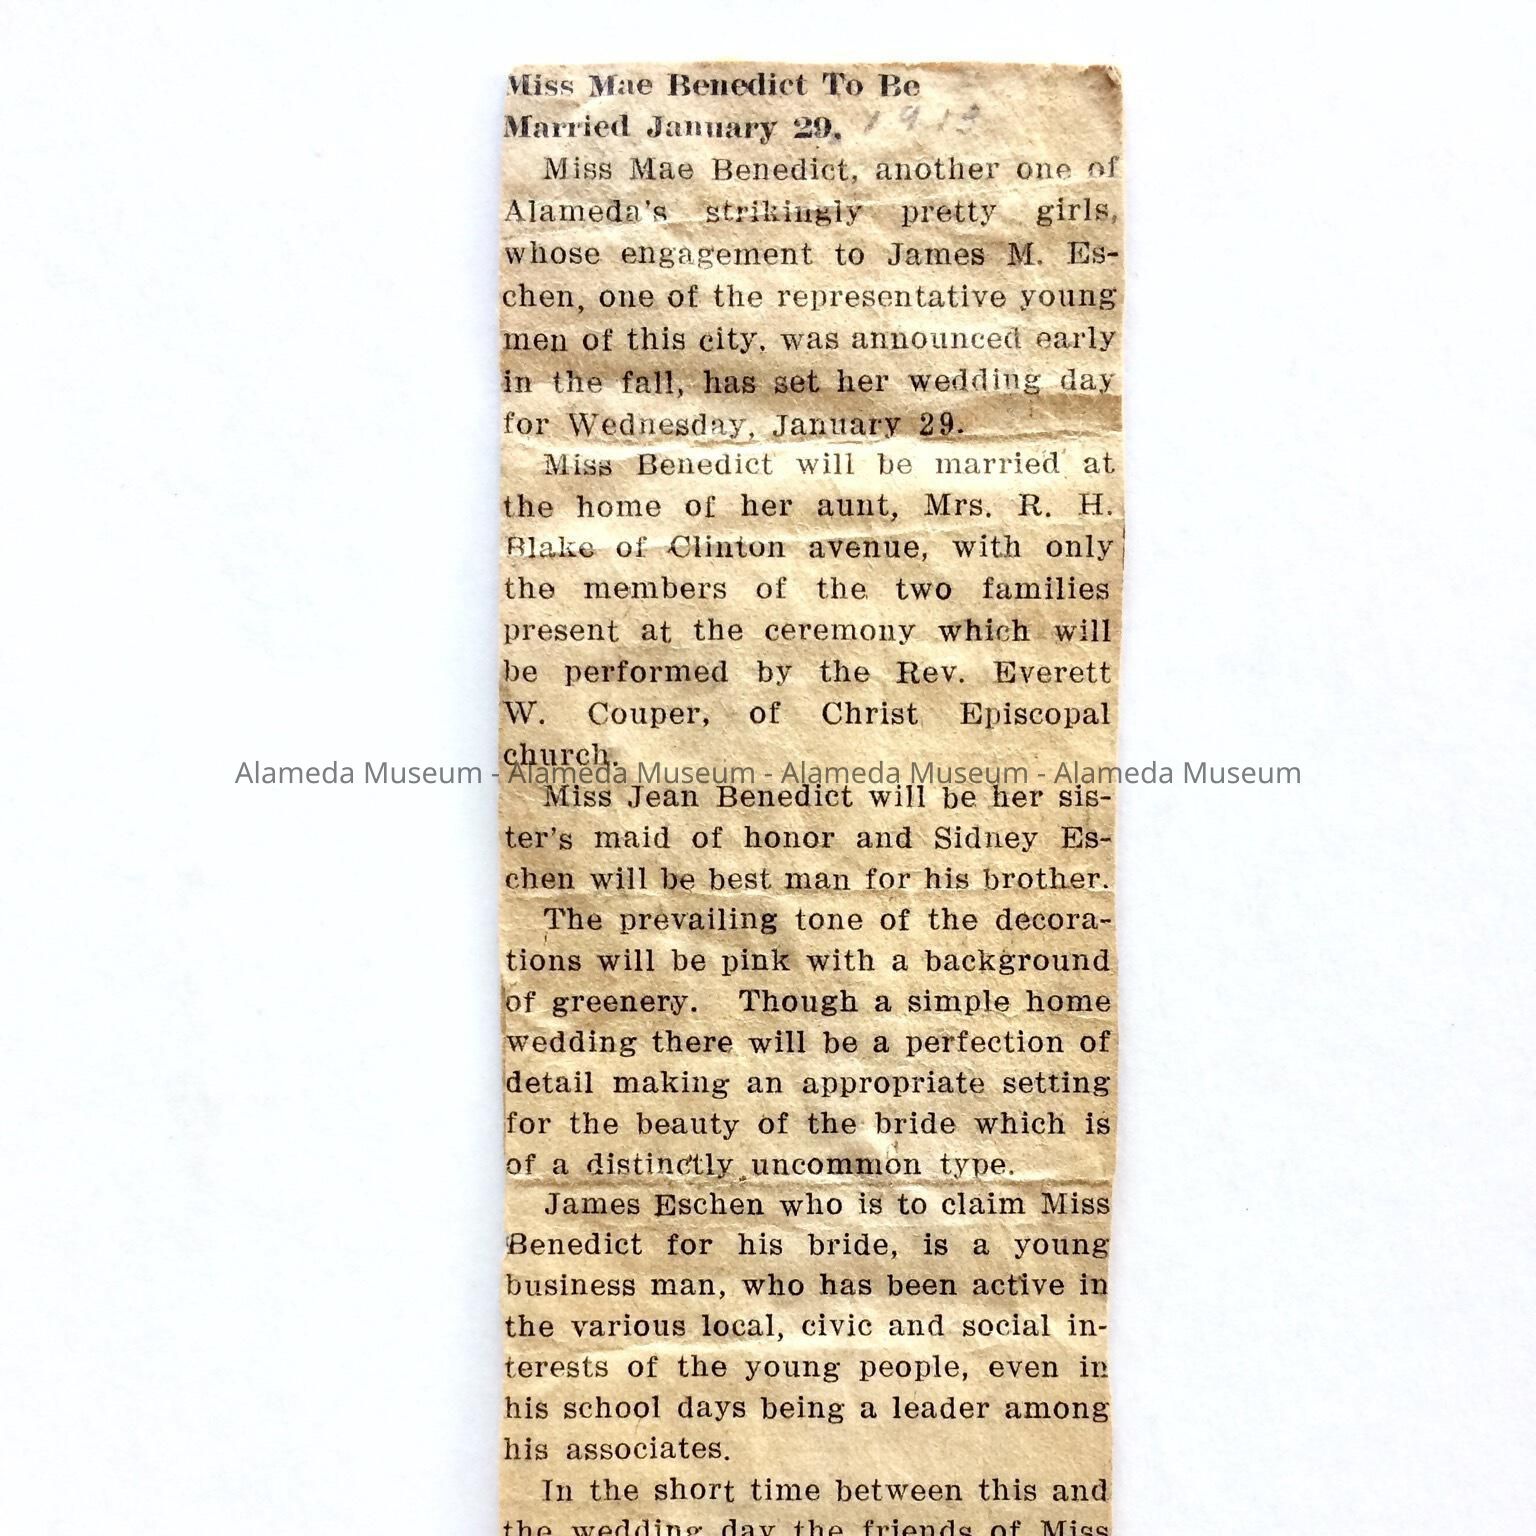 Miss Mae Benedict To Be
Married January 29. 1913
Miss Mae Benedict, another one of
Alameda's strikingly pretty girls,
whose engagement to James M. Es-
chen, one of the representative young
men of this city, was announced early
in the fall, has set her wedding day
for Wednesday, January 29.
Miss Benedict will be married at
the home of her aunt, Mrs. R. H.
Blake of Clinton avenue, with only
the members of the two families
present at the ceremony which will
be performed by the Rev. Everett
W. Couper, of Christ Episcopal
church.
Alameda Museum - Alameda Museum - Alameda Museum - Alameda Museum
Miss Jean Benedict will be her sis-
ter's maid of honor and Sidney Es-
chen will be best man for his brother.
The prevailing tone of the decora-
tions will be pink with a background
of greenery. Though a simple home
wedding there will be a perfection of
detail making an appropriate setting
for the beauty of the bride which is
of a distinctly uncommon type.
James Eschen who is to claim Miss
Benedict for his bride, is a young
business man, who has been active in
the various local, civic and social in-
terests of the young people, even in
his school days being a leader among
his associates.
In the short time between this and
the wedding day the friends of Miss